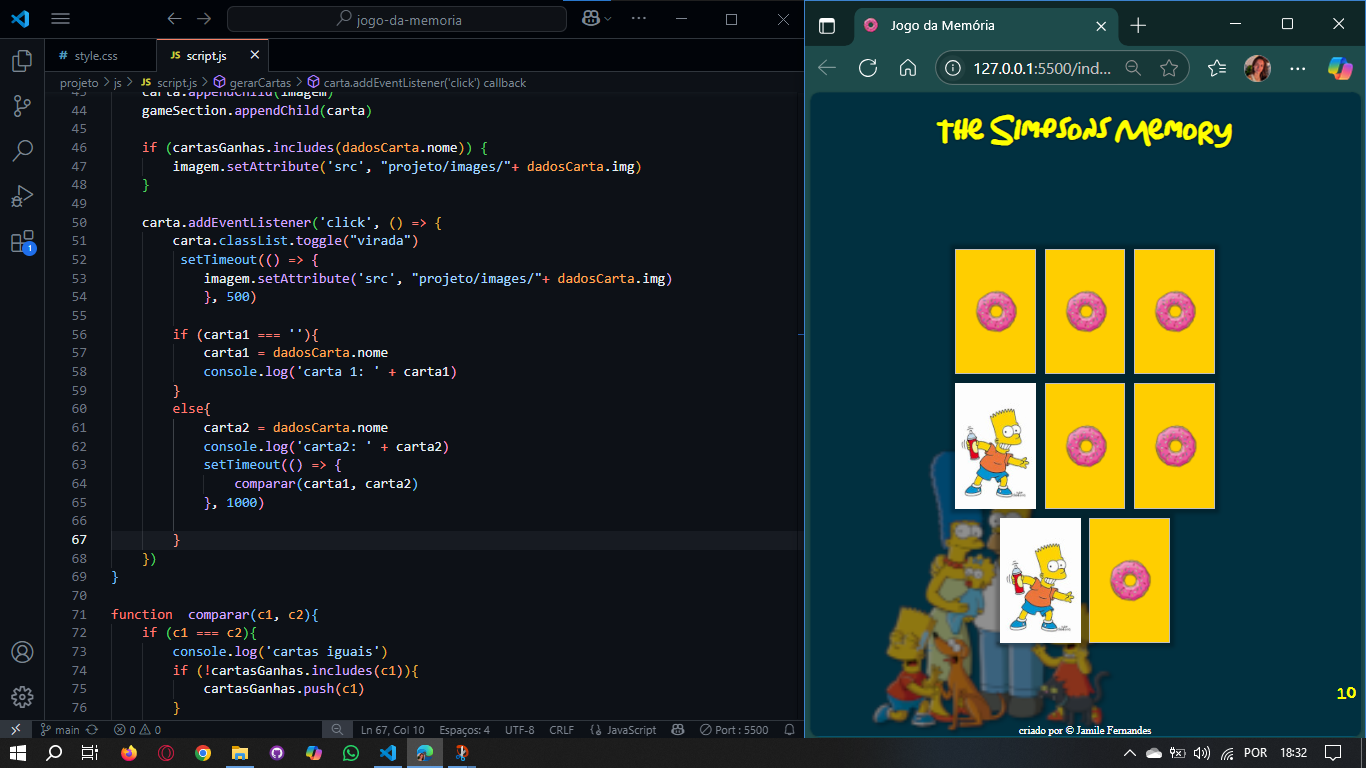 jogo-da-memoria
# style.css
JS script.js
projeto > js > JS script.js > gerarCartas > carta.addEventListener('click') callback
44 gameSection.appendChild(carta)
45
46 if (cartasGanhas.includes(dadosCarta.nome)) {
47 imagem.setAttribute('src', "projeto/images/"+ dadosCarta.img)
48 }
49
50 carta.addEventListener('click', () => {
51 carta.classList.toggle("virada")
52 setTimeout(() => {
53 imagem.setAttribute('src', "projeto/images/"+ dadosCarta.img)
54 }, 500)
55
56 if (carta1 === ''){
57 carta1 = dadosCarta.nome
58 console.log('carta 1: ' + carta1)
59 }
60 else{
61 carta2 = dadosCarta.nome
62 console.log('carta2: ' + carta2)
63 setTimeout(() => {
64 comparar(carta1, carta2)
65 }, 1000)
66
67 }
68 })
69 }
70
71 function  comparar(c1, c2){
72 if (c1 === c2){
73 console.log('cartas iguais')
74 if (!cartasGanhas.includes(c1)){
75 cartasGanhas.push(c1)
76 }
1
main 0 0 Ln 67, Col 10 Espaços: 4 UTF-8 CRLF {} JavaScript Port : 5500
Jogo da Memória
127.0.0.1:5500/ind...
The Simpsons Memory
10
criado por © Jamile Fernandes
POR 18:32